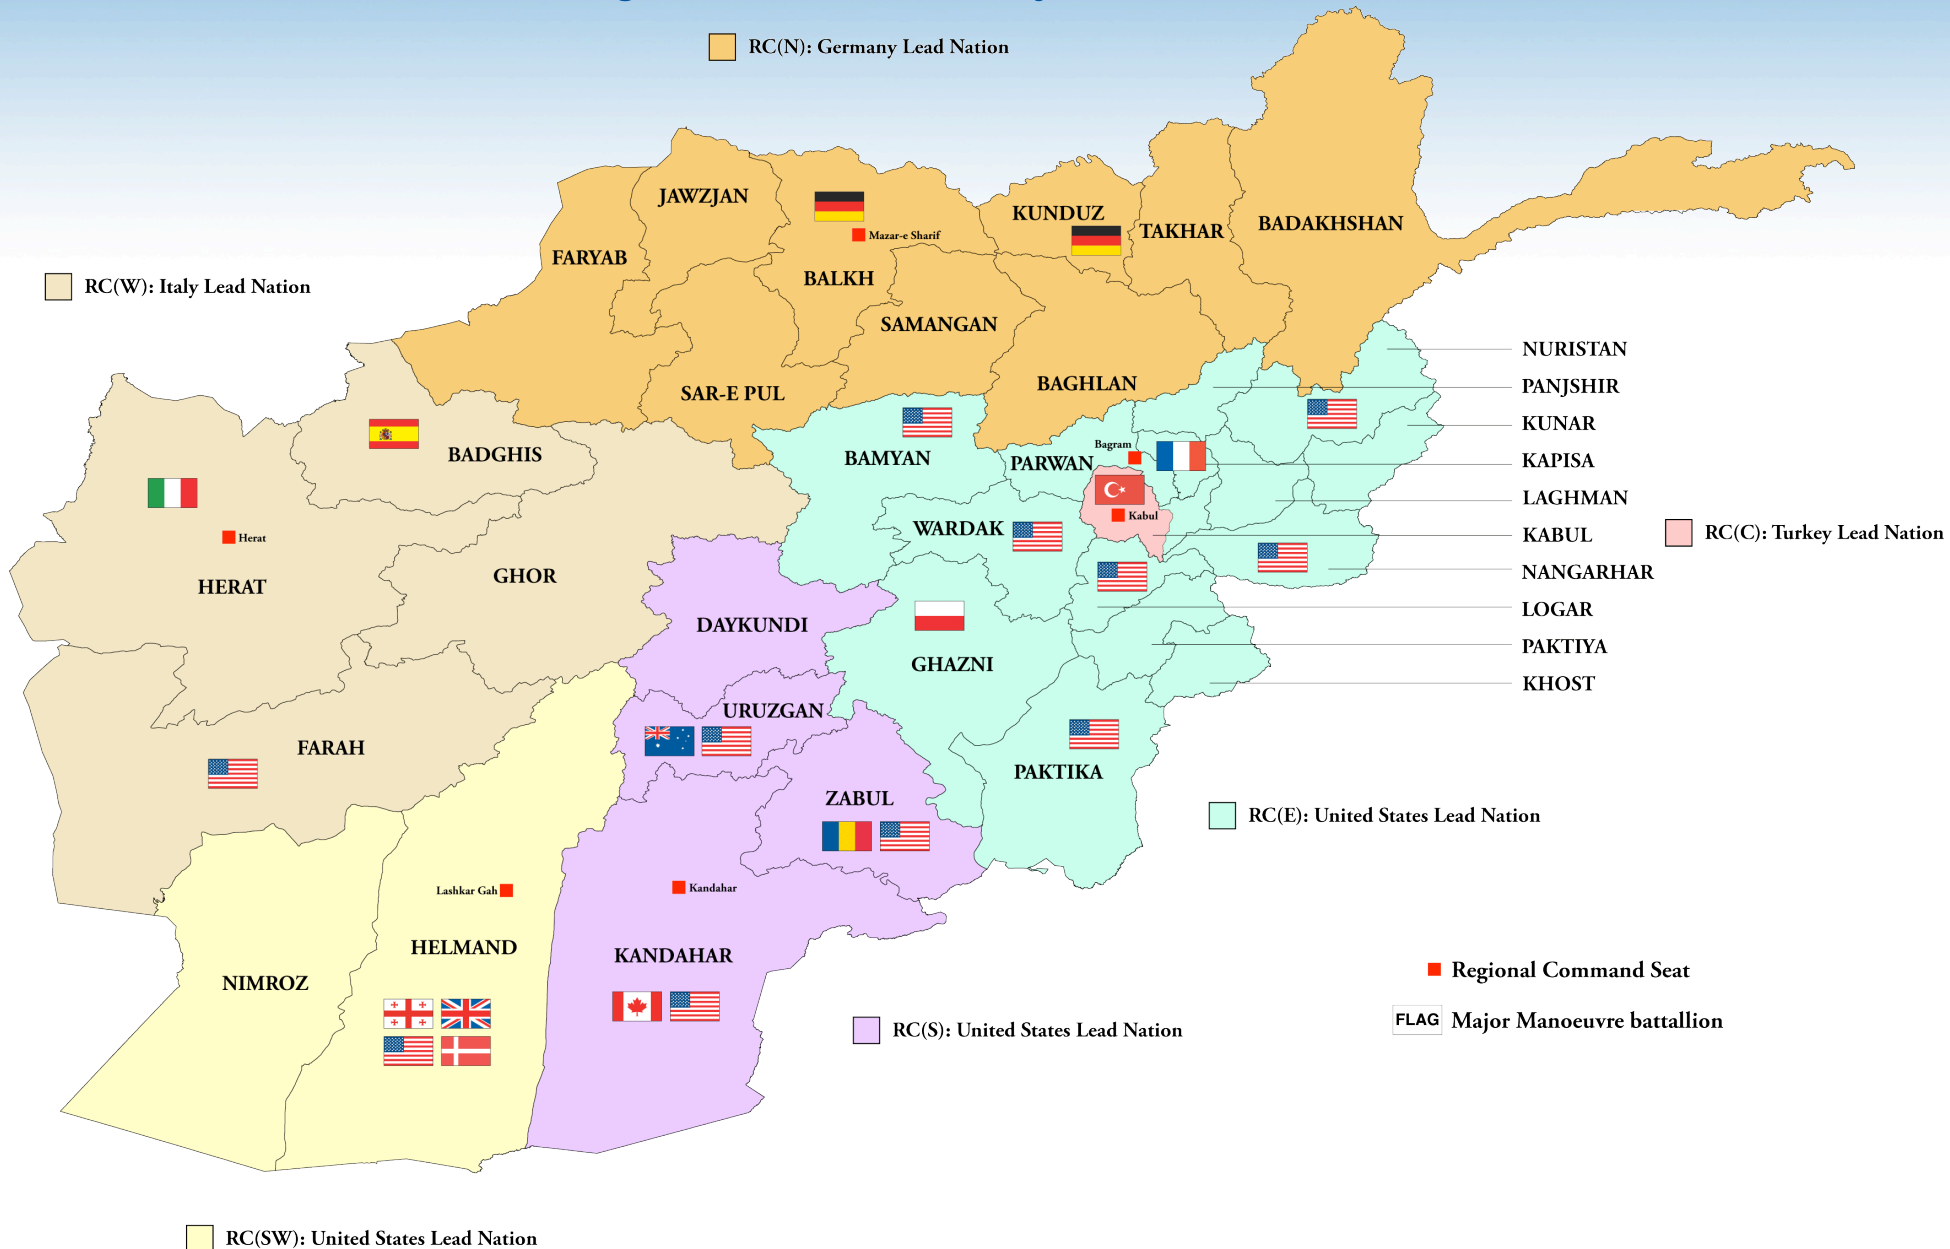 RC(N): Germany Lead Nation
JAWZJAN
KUNDUZ
BADAKHSHAN
TAKHAR
Mazar-e Sharif
FARYAB
BALKH
RC(W): Italy Lead Nation
SAMANGAN
NURISTAN
BAGHLAN
PANJSHIR
SAR-E PUL
KUNAR
Bagram
BADGHIS
BAMYAN
PARWAN
KAPISA
LAGHMAN
Kabul
WARDAK
KABUL
RC(C): Turkey Lead Nation
Herat
NANGARHAR
GHOR
HERAT
LOGAR
DAYKUNDI
PAKTIYA
GHAZNI
KHOST
URUZGAN
FARAH
PAKTIKA
ZABUL
RC(E): United States Lead Nation
Lashkar Gah
Kandahar
HELMAND
KANDAHAR
NIMROZ
Regional Command Seat
FLAG Major Manoeuvre battallion
RC(S): United States Lead Nation
RC(SW): United States Lead Nation